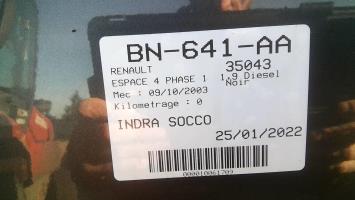 BN-641-AA
RENAULT 35043
ESPACE 4 PHASE 1 1.9 Diesel
Mec : 09/10/2003 Noir
Kilometrage : 0
INDRA SOCCO
25/01/2022
000010061709